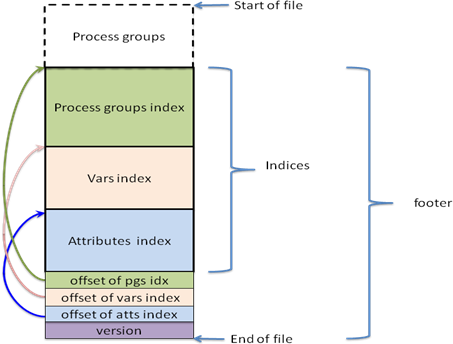 Start of file
Process groups
Process groups index
Vars index
Indices
footer
Attributes index
offset of pgs idx
offset of vars index
offset of atts index
version
End of file